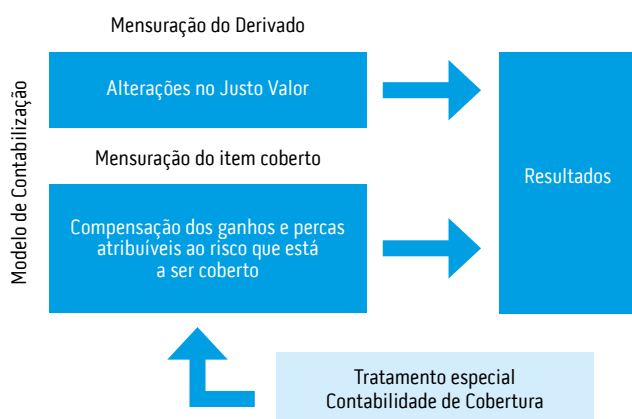 Modelo de Contabilização
Mensuração do Derivado
Alterações no Justo Valor
Mensuração do item coberto
Compensação dos ganhos e percas
atribuíveis ao risco que está
a ser coberto
Resultados
Tratamento especial
Contabilidade de Cobertura